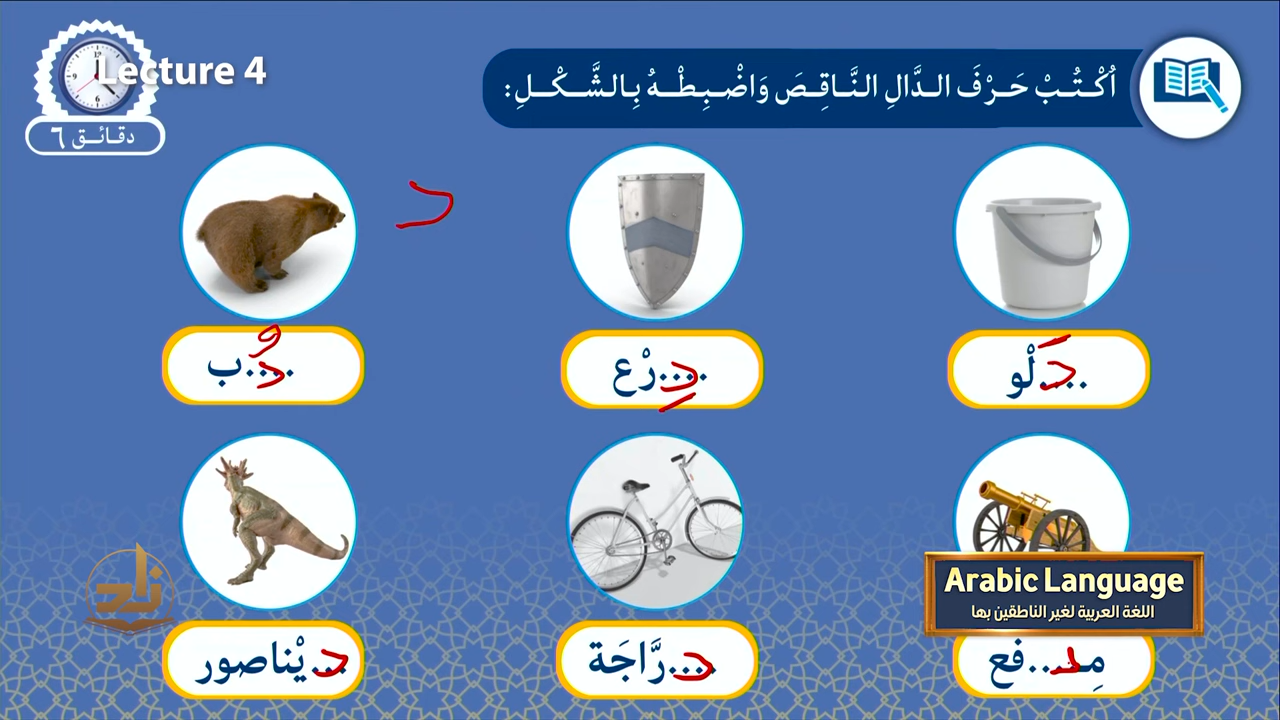 Lecture 4
دقائق ٦
اُكْتُبْ حَرْفَ الدَّالِ النَّاقِصَ وَاضْبِطْهُ بِالشَّكْلِ:
د
دَ....لْو
دِ....رْع
دُ....ب
Arabic Language
اللغة العربية لغير الناطقين بها
زاد
مِد....فع
د....رَّاجَة
د....يْناصور